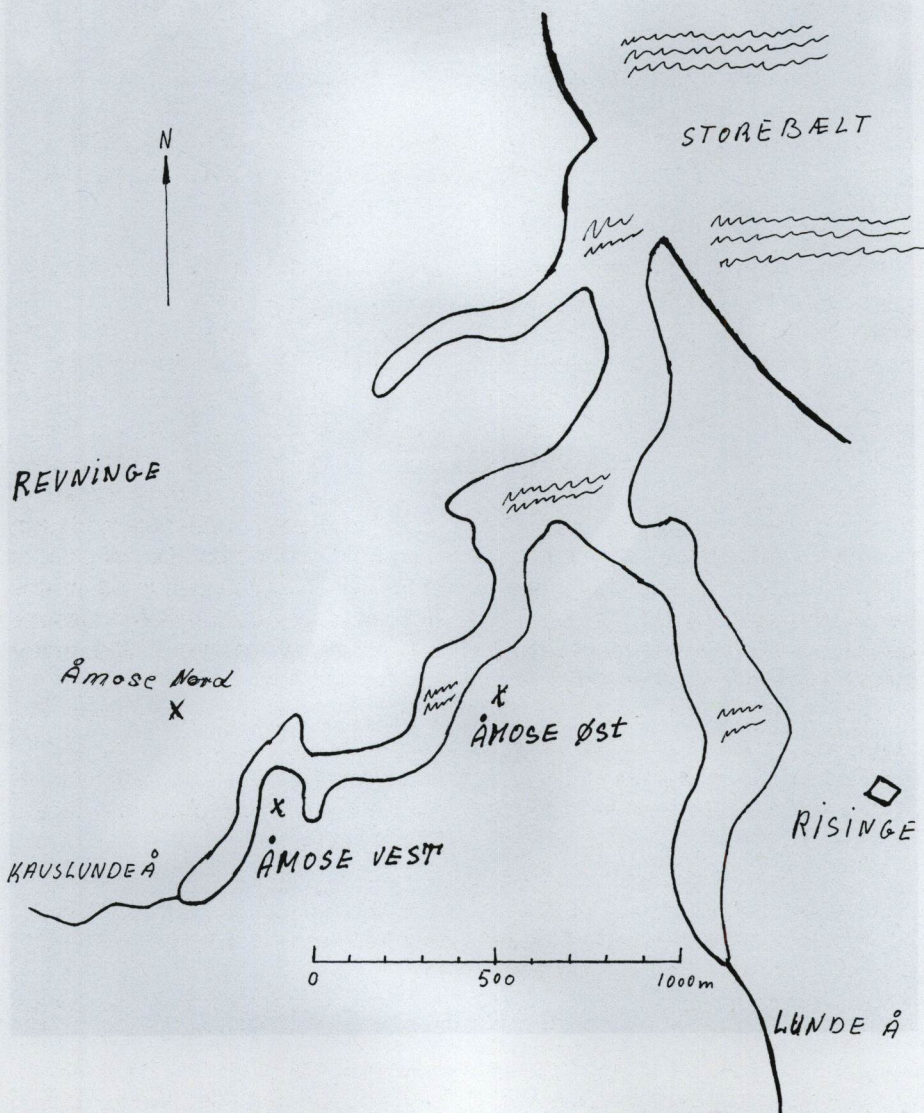 STOREBÆLT
N
REVNINGE
Åmose Nord
X
X
ÅMOSE ØST
X
ÅMOSE VEST
RISINGE
KAUSLUNDE Å
0 500 1000m
LUNDE Å